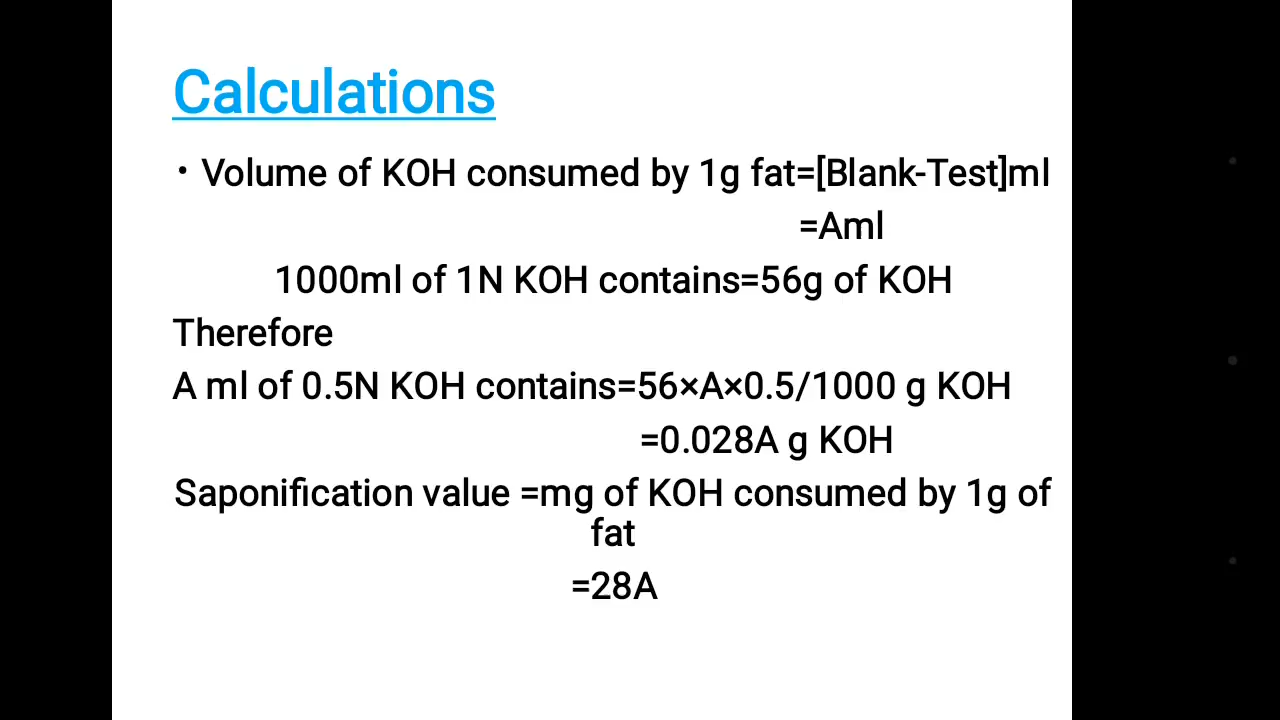 Calculations
• Volume of KOH consumed by 1g fat=[Blank-Test]ml
=Aml
1000ml of 1N KOH contains=56g of KOH
Therefore
A ml of 0.5N KOH contains=56×A×0.5/1000 g KOH
=0.028A g KOH
Saponification value =mg of KOH consumed by 1g of
fat
=28A